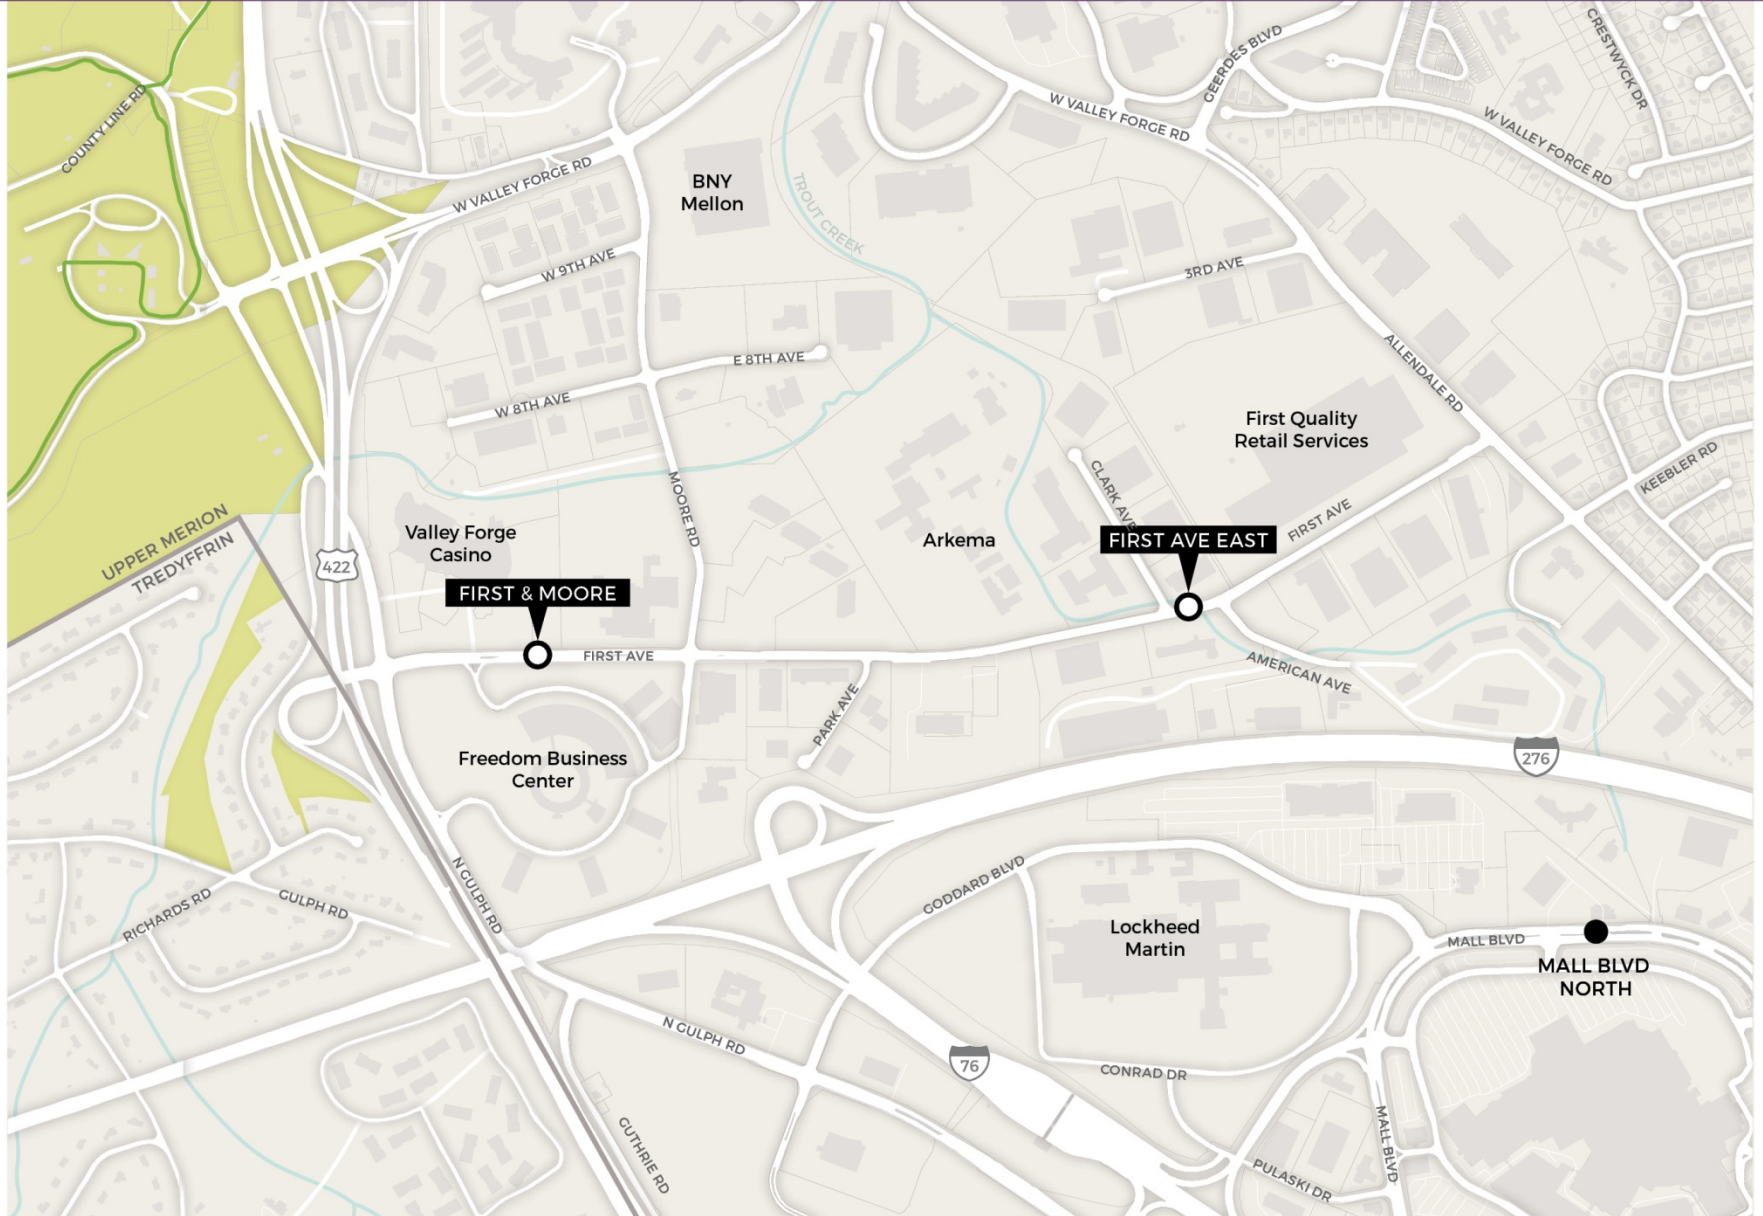 CRESTWYCK DR
GEERDES BLVD
COUNTY LINE RD
W VALLEY FORGE RD
W VALLEY FORGE RD
W VALLEY FORGE RD
BNY
Mellon
TROUT CREEK
W 9TH AVE
3RD AVE
E 8TH AVE
W 8TH AVE
ALLENDALE RD
First Quality
Retail Services
KEEBLER RD
CLARK AVE
MOORE RD
FIRST AVE
UPPER MERION
TREDYFFRIN
Valley Forge
Casino
Arkema
FIRST AVE EAST
422
FIRST & MOORE
FIRST AVE
AMERICAN AVE
PARK AVE
Freedom Business
Center
276
N GULPH RD
GODDARD BLVD
RICHARDS RD
GULPH RD
Lockheed
Martin
MALL BLVD
MALL BLVD
NORTH
N GULPH RD
76
CONRAD DR
GUTHRIE RD
MALL BLVD
PULASKI DR